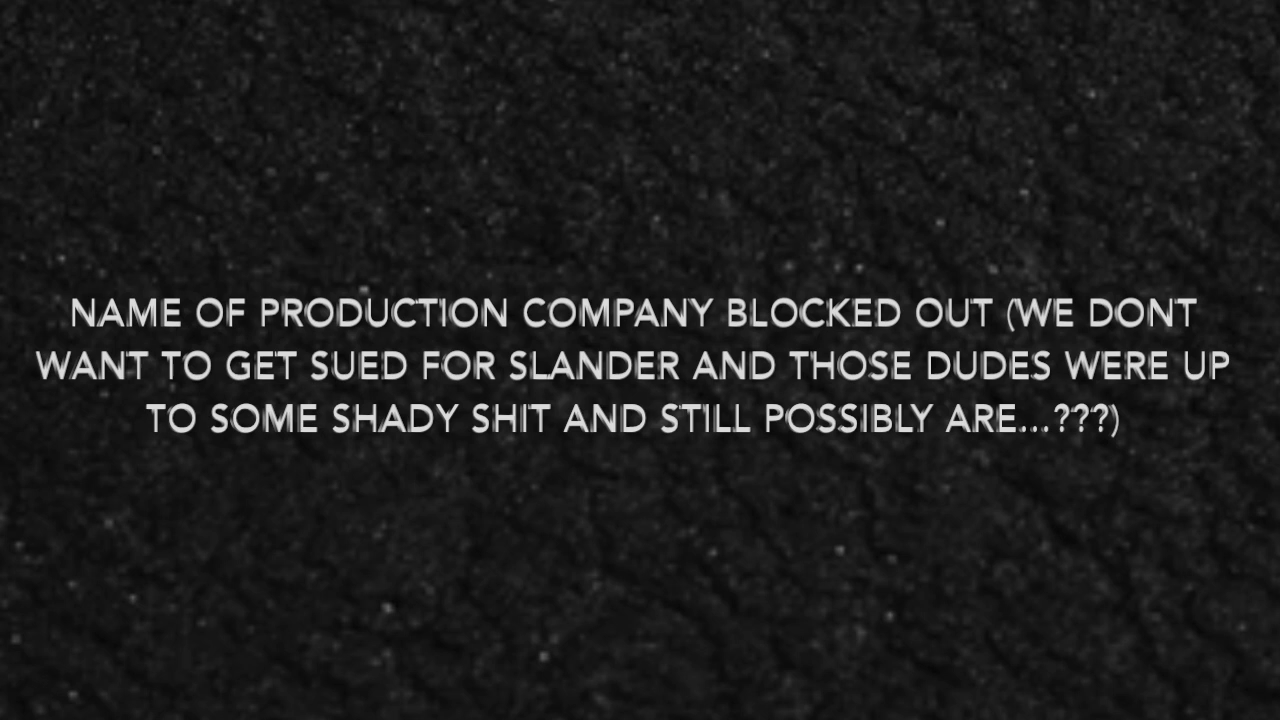 NAME OF PRODUCTION COMPANY BLOCKED OUT (WE DONT
WANT TO GET SUED FOR SLANDER AND THOSE DUDES WERE UP
TO SOME SHADY SHIT AND STILL POSSIBLY ARE...???)